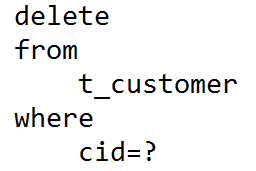 delete
from
    t_customer
where
    cid=?